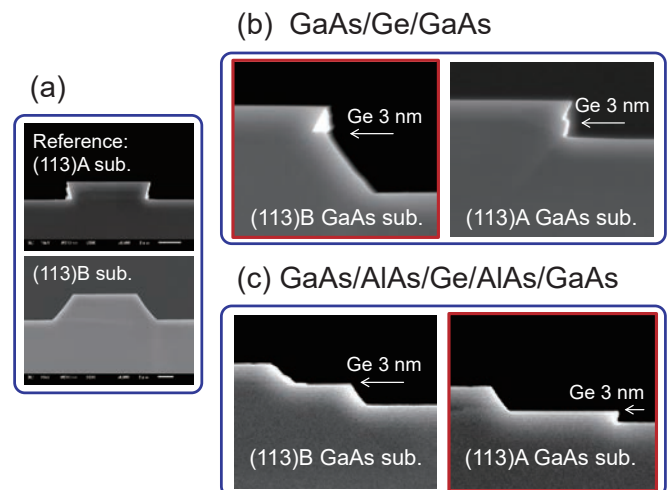 (a)
Reference:
(113)A sub.
(113)B sub.
(b) GaAs/Ge/GaAs
Ge 3 nm
(113)B GaAs sub.
Ge 3 nm
(113)A GaAs sub.
(c) GaAs/AlAs/Ge/AlAs/GaAs
Ge 3 nm
(113)B GaAs sub.
Ge 3 nm
(113)A GaAs sub.